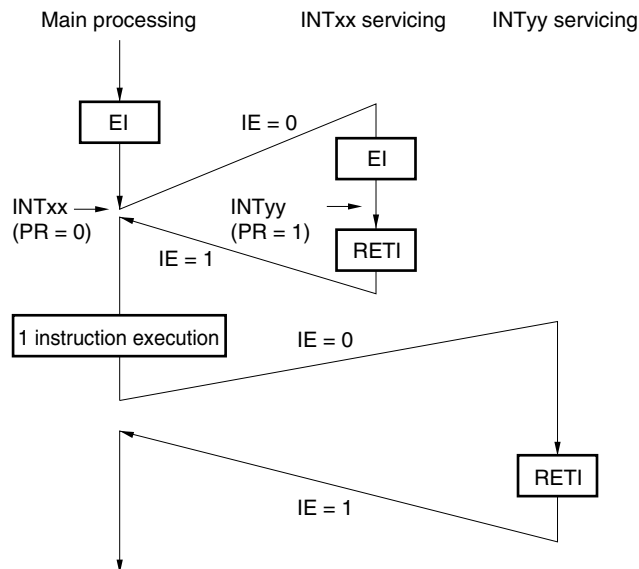 Main processing
INTxx servicing
INTyy servicing
EI
IE = 0
EI
INTxx
(PR = 0)
INTyy
(PR = 1)
RETI
IE = 1
1 instruction execution
IE = 0
RETI
IE = 1